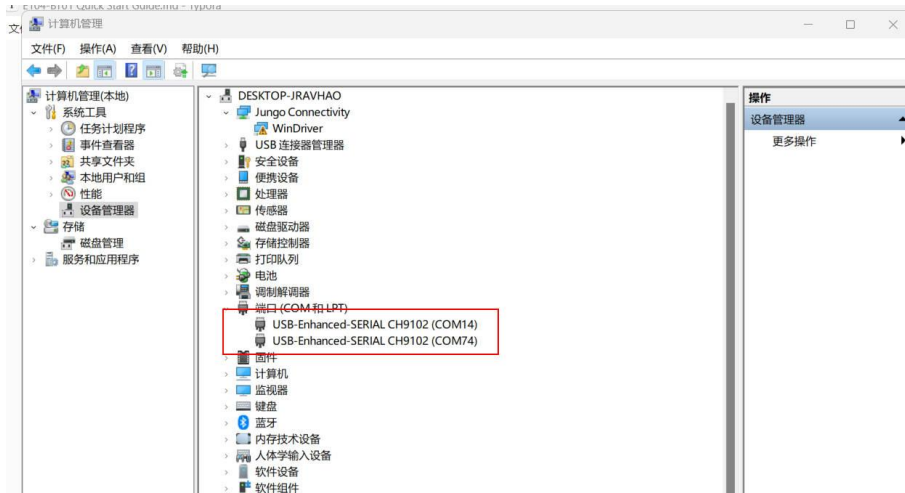 E104-BT01 Quick Start Guide.md - Typora
文
计算机管理
文件(F) 操作(A) 查看(V) 帮助(H)
计算机管理(本地)
系统工具
任务计划程序
事件查看器
共享文件夹
本地用户和组
性能
设备管理器
存储
磁盘管理
服务和应用程序
DESKTOP-JRAVHAO
Jungo Connectivity
WinDriver
USB 连接器管理器
安全设备
便携设备
处理器
传感器
磁盘驱动器
存储控制器
打印队列
电池
调制解调器
端口 (COM 和 LPT)
USB-Enhanced-SERIAL CH9102 (COM14)
USB-Enhanced-SERIAL CH9102 (COM74)
固件
计算机
监视器
键盘
蓝牙
内存技术设备
人体学输入设备
软件设备
软件组件
操作
设备管理器
更多操作